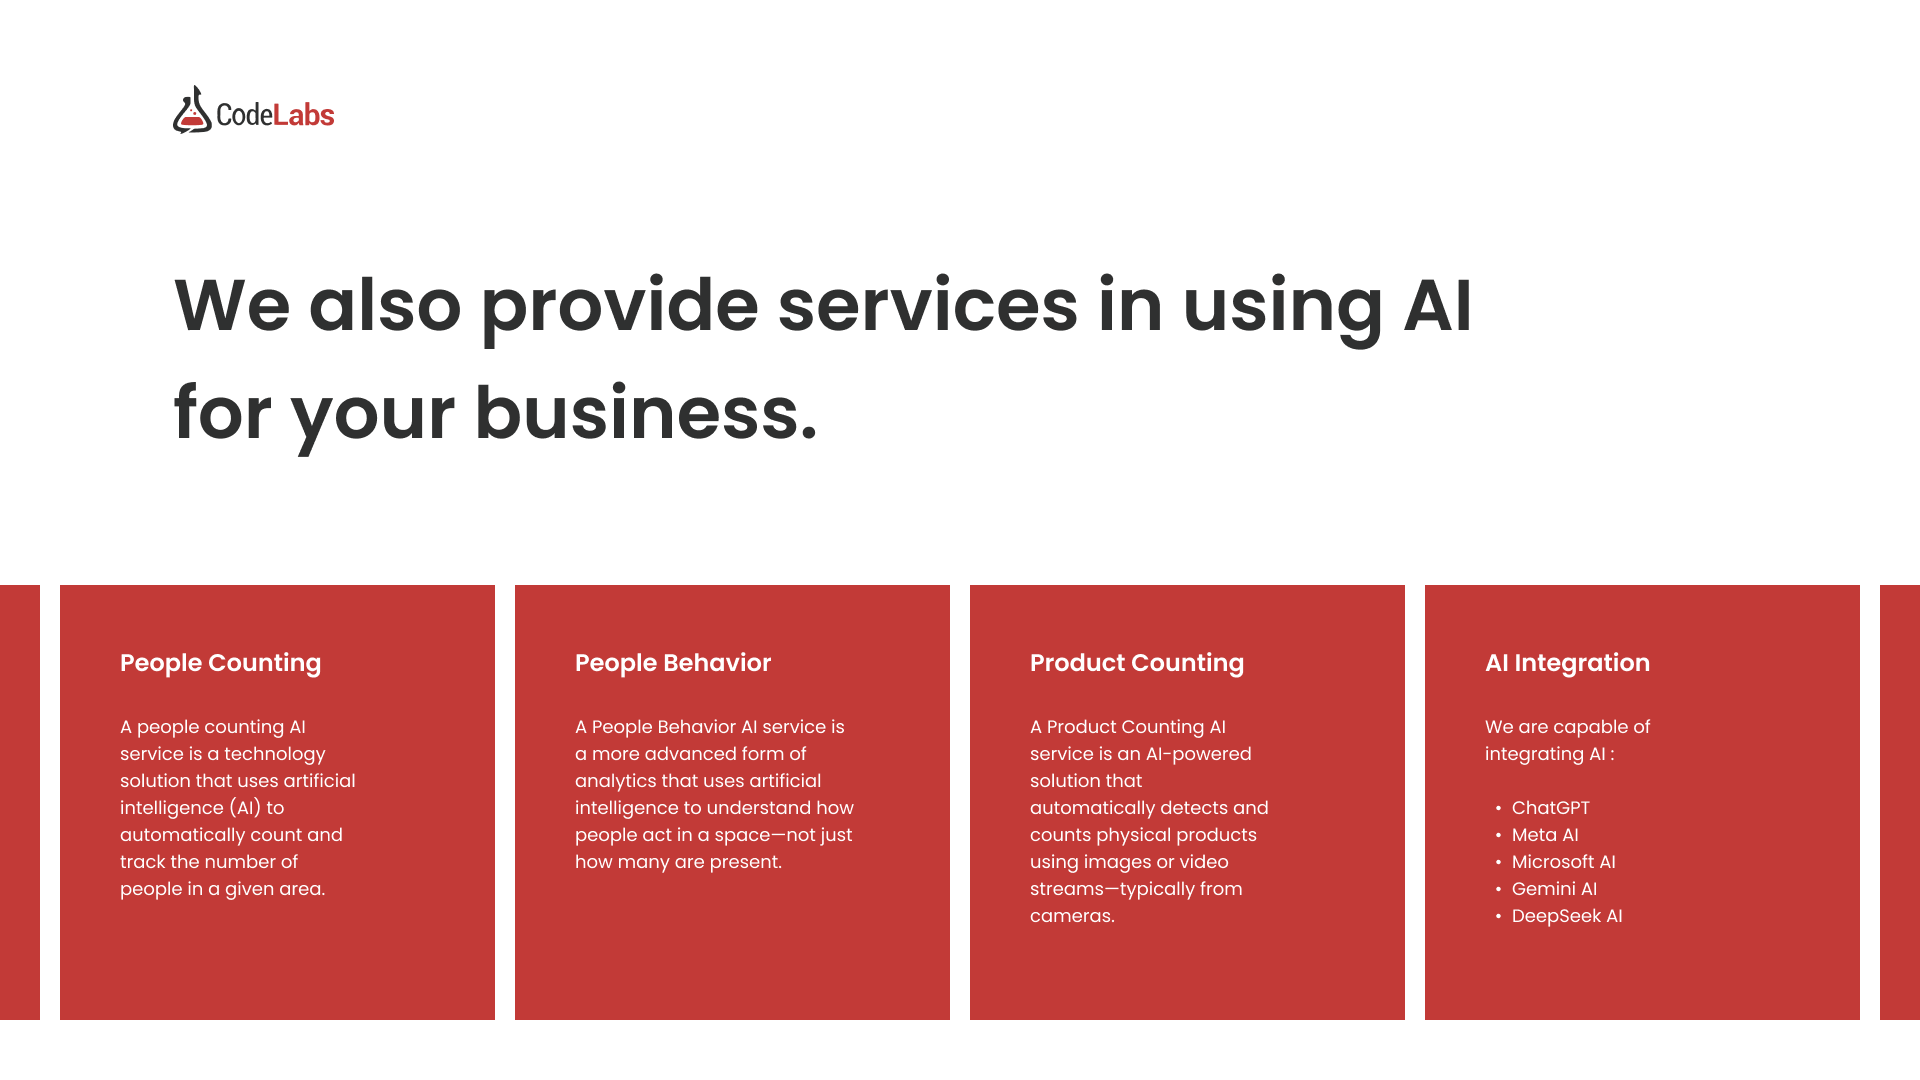 CodeLabs
We also provide services in using AI
for your business.
People Counting
A people counting AI
service is a technology
solution that uses artificial
intelligence (AI) to
automatically count and
track the number of
people in a given area.
People Behavior
A People Behavior AI service is
a more advanced form of
analytics that uses artificial
intelligence to understand how
people act in a space—not just
how many are present.
Product Counting
A Product Counting AI
service is an AI-powered
solution that
automatically detects and
counts physical products
using images or video
streams—typically from
cameras.
AI Integration
We are capable of
integrating AI :
• ChatGPT
• Meta AI
• Microsoft AI
• Gemini AI
• DeepSeek AI